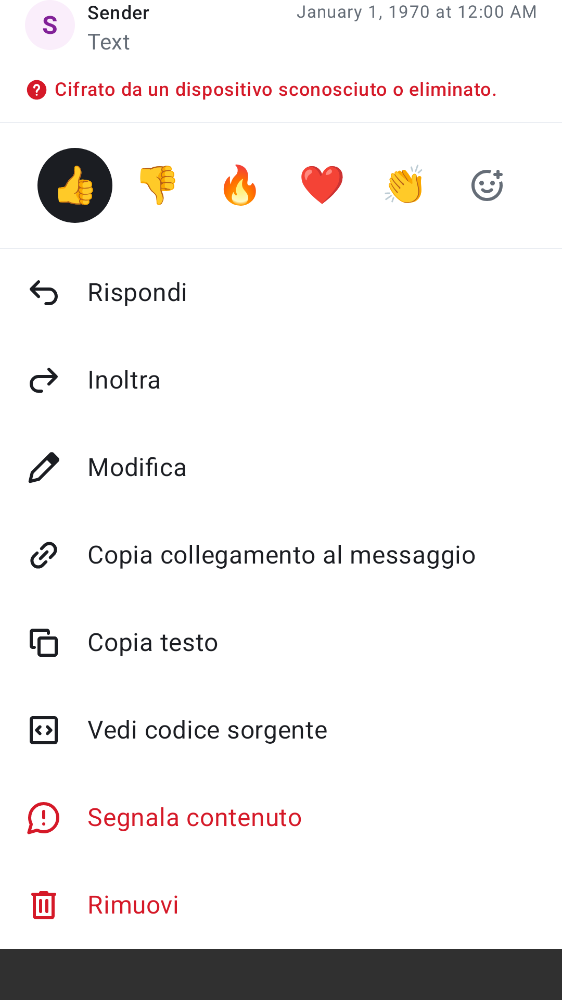 S
Sender
January 1, 1970 at 12:00 AM
Text
Cifrato da un dispositivo sconosciuto o eliminato.
Rispondi
Inoltra
Modifica
Copia collegamento al messaggio
Copia testo
Vedi codice sorgente
Segnala contenuto
Rimuovi